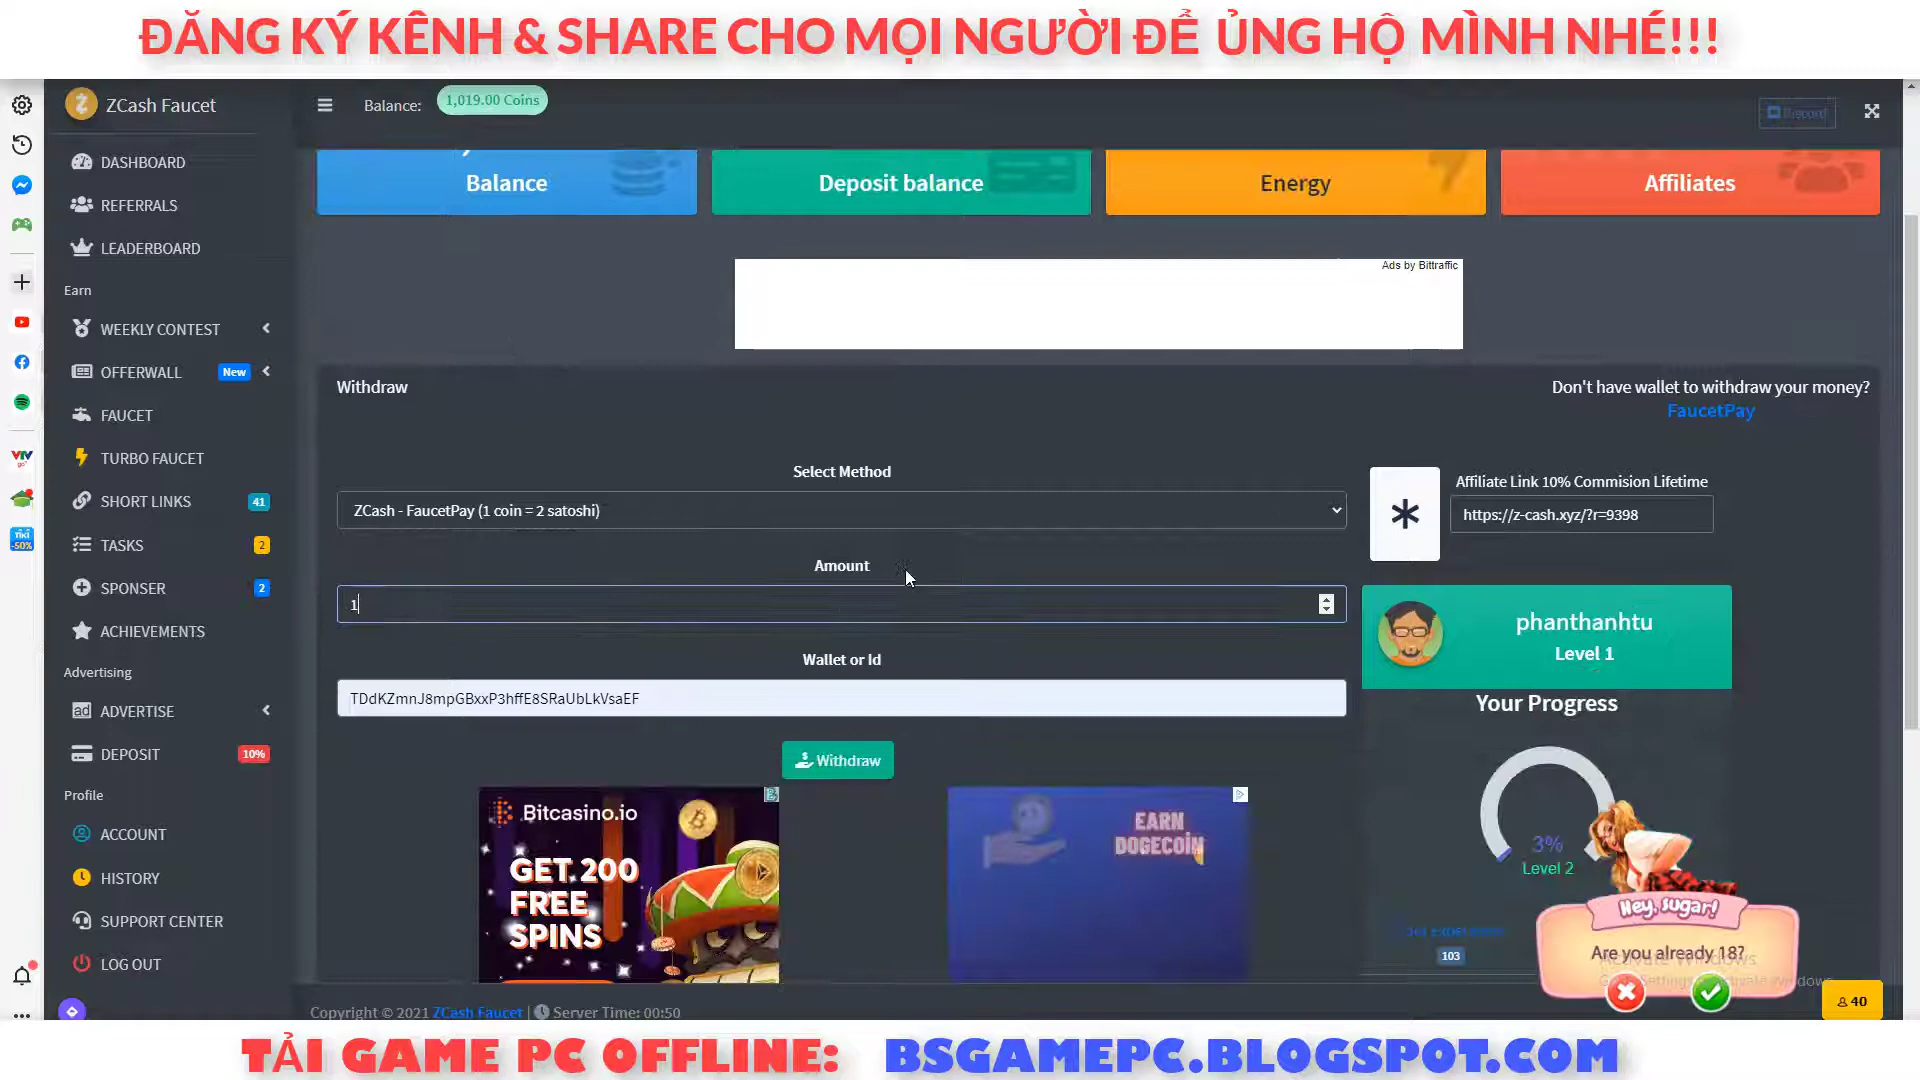 ĐĂNG KÝ KÊNH & SHARE CHO MỌI NGƯỜI ĐỂ ỦNG HỘ MÌNH NHÉ!!!
ZCash Faucet
Balance:
1,019.00 Coins
DASHBOARD
REFERRALS
LEADERBOARD
Earn
WEEKLY CONTEST
OFFERWALL
New
FAUCET
TURBO FAUCET
SHORT LINKS
41
TASKS
2
SPONSER
2
ACHIEVEMENTS
Advertising
ad ADVERTISE
DEPOSIT
10%
Profile
ACCOUNT
HISTORY
SUPPORT CENTER
LOG OUT
VTV
go
TIKI
-50%
Balance
Deposit balance
Energy
Affiliates
Ads by Bittraffic
Withdraw
Don't have wallet to withdraw your money?
FaucetPay
Select Method
ZCash - FaucetPay (1 coin = 2 satoshi)
Amount
1
Wallet or Id
TDdKZmnJ8mpGBxxP3hffE8SRaUbLkVsaEF
Withdraw
Affiliate Link 10% Commision Lifetime
https://z-cash.xyz/?r=9398
phanthanhtu
Level 1
Your Progress
3%
Level 2
103
Bitcasino.io
GET 200
FREE
SPINS
EARN
DOGECOIN
Hey, sugar!
Are you already 18?
40
Copyright © 2021 ZCash Faucet | Server Time: 00:50
TẢI GAME PC OFFLINE: BSGAMEPC.BLOGSPOT.COM